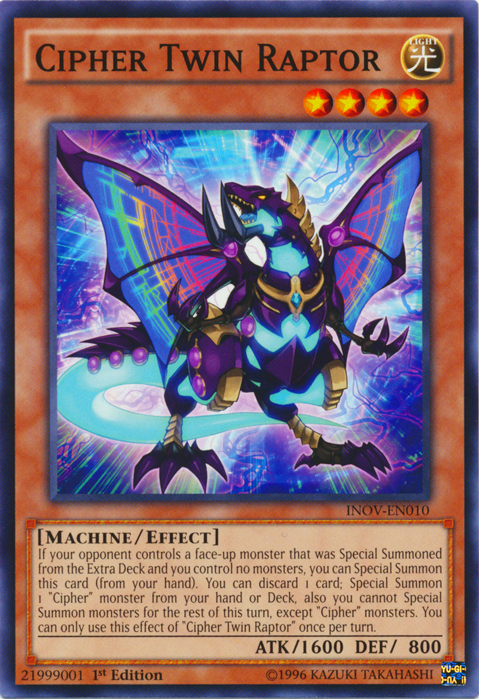 CIPHER TWIN RAPTOR
LIGHT
光
INOV-EN010
[MACHINE/EFFECT]
If your opponent controls a face-up monster that was Special Summoned
from the Extra Deck and you control no monsters, you can Special Summon
this card (from your hand). You can discard 1 card; Special Summon
1 "Cipher" monster from your hand or Deck, also you cannot Special
Summon monsters for the rest of this turn, except "Cipher" monsters. You
can only use this effect of "Cipher Twin Raptor" once per turn.
ATK/1600 DEF/ 800
21999001 1st Edition ©1996 KAZUKI TAKAHASHI